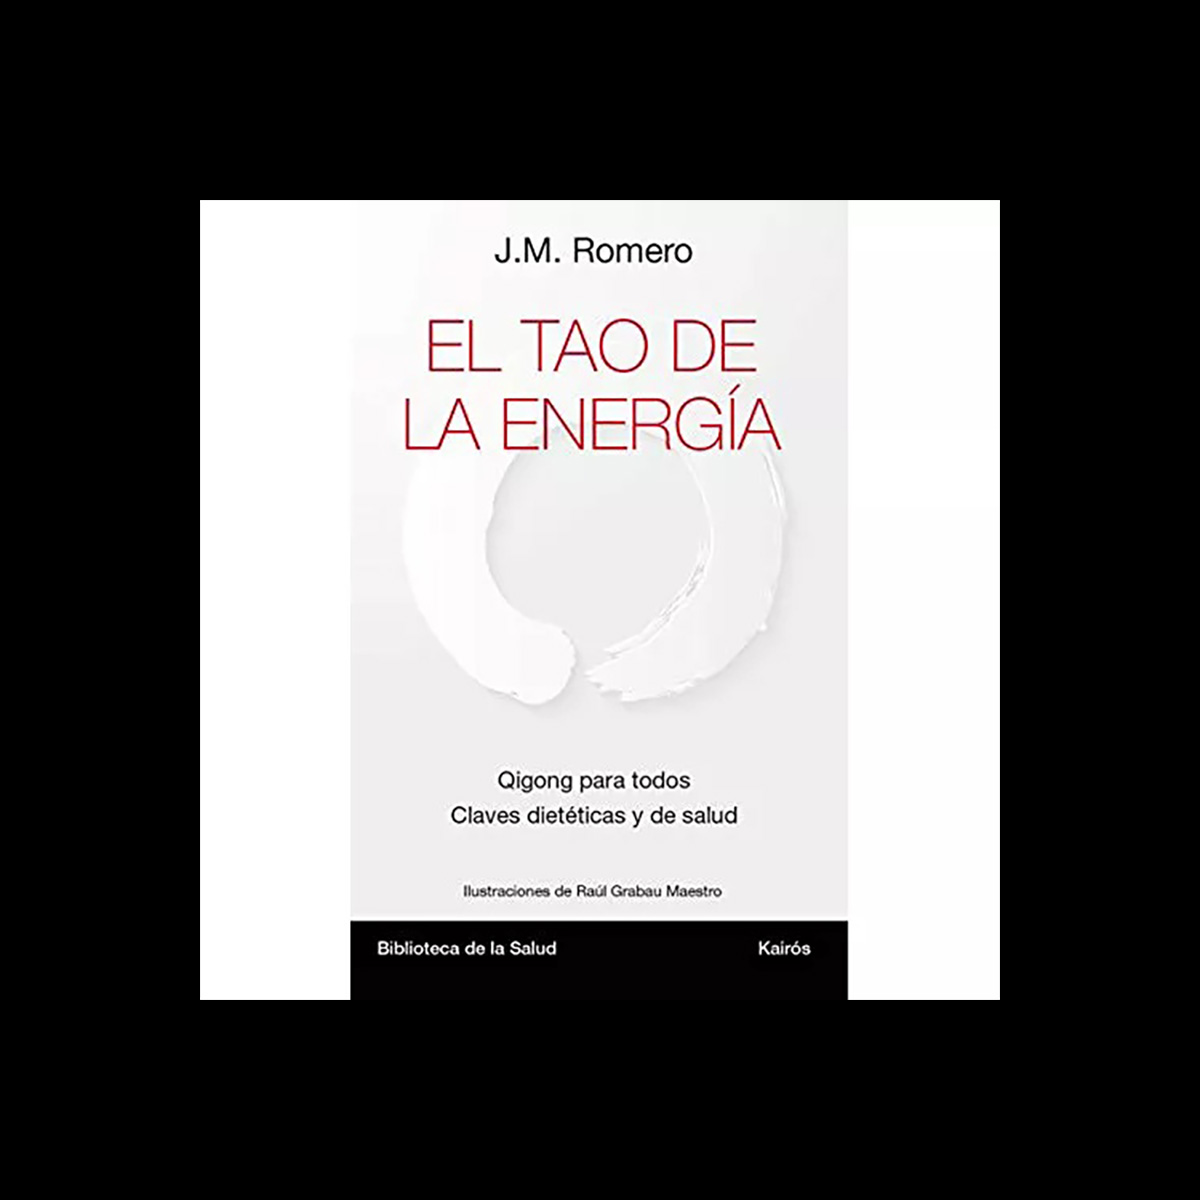 J.M. Romero
EL TAO DE
LA ENERGÍA
Qigong para todos
Claves dietéticas y de salud
Ilustraciones de Raúl Grabau Maestro
Biblioteca de la Salud
Kairós